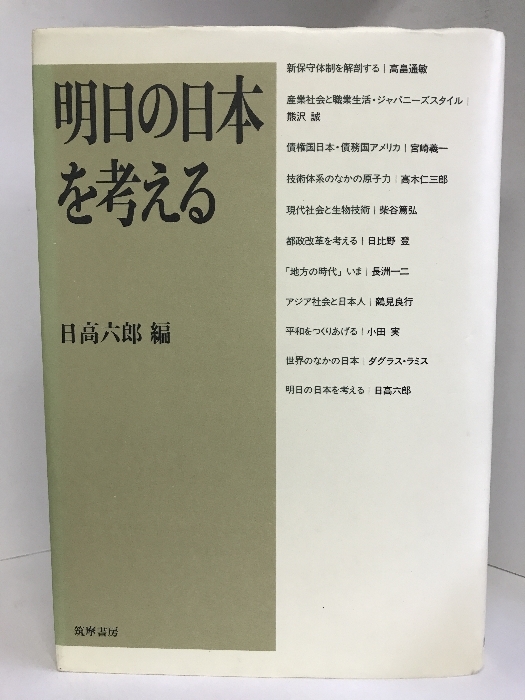 明日の日本
を考える
日高六郎 編
筑摩書房
新保守体制を解剖する|高畠通敏
産業社会と職業生活・ジャパニーズスタイル|
熊沢 誠
債権国日本・債務国アメリカ|宮崎義一
技術体系のなかの原子力|高木仁三郎
現代社会と生物技術|柴谷篤弘
都政改革を考える|日比野 登
「地方の時代」いま|長洲一二
アジア社会と日本人|鶴見良行
平和をつくりあげる|小田 実
世界のなかの日本|ダグラス・ラミス
明日の日本を考える|日高六郎